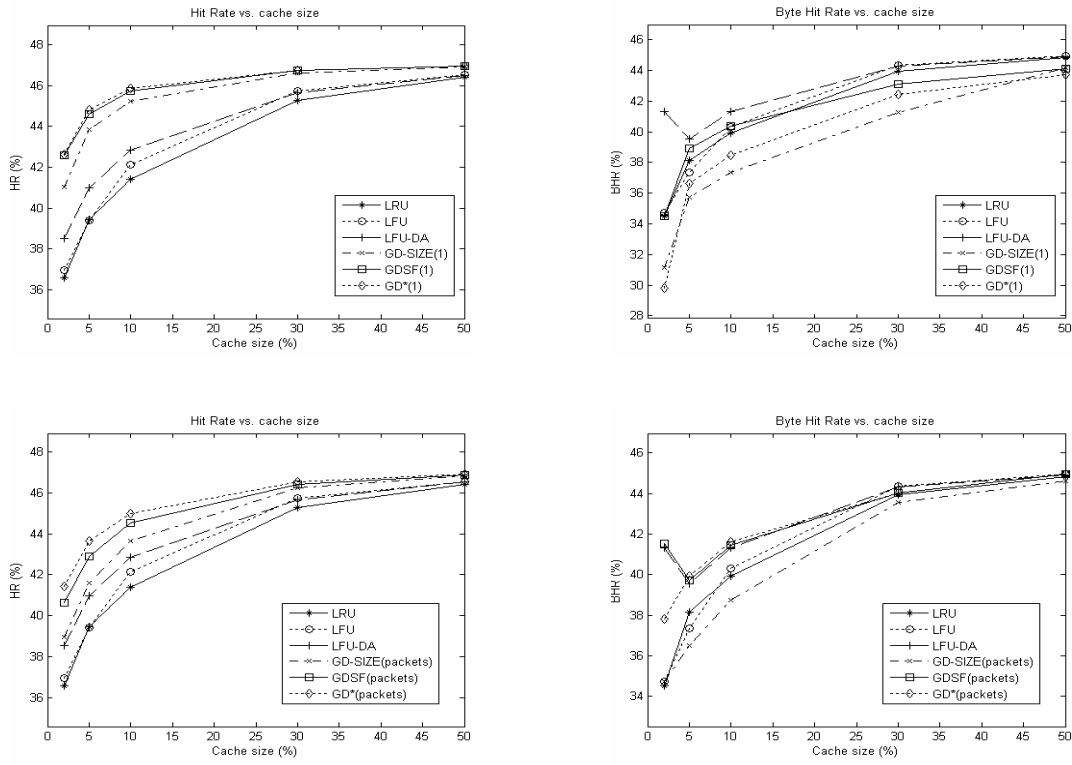 Hit Rate vs. cache size
48
46
44
42
40
38
36
HR (%)
0 5 10 15 20 25 30 35 40 45 50
Cache size (%)
LRU
LFU
LFU-DA
GD-SIZE(1)
GDSF(1)
GD*(1)
Byte Hit Rate vs. cache size
46
44
42
40
38
36
34
32
30
28
BHR (%)
0 5 10 15 20 25 30 35 40 45 50
Cache size (%)
LRU
LFU
LFU-DA
GD-SIZE(1)
GDSF(1)
GD*(1)
Hit Rate vs. cache size
48
46
44
42
40
38
36
HR (%)
0 5 10 15 20 25 30 35 40 45 50
Cache size (%)
LRU
LFU
LFU-DA
GD-SIZE(packets)
GDSF(packets)
GD*(packets)
Byte Hit Rate vs. cache size
46
44
42
40
38
36
34
BHR (%)
0 5 10 15 20 25 30 35 40 45 50
Cache size (%)
LRU
LFU
LFU-DA
GD-SIZE(packets)
GDSF(packets)
GD*(packets)